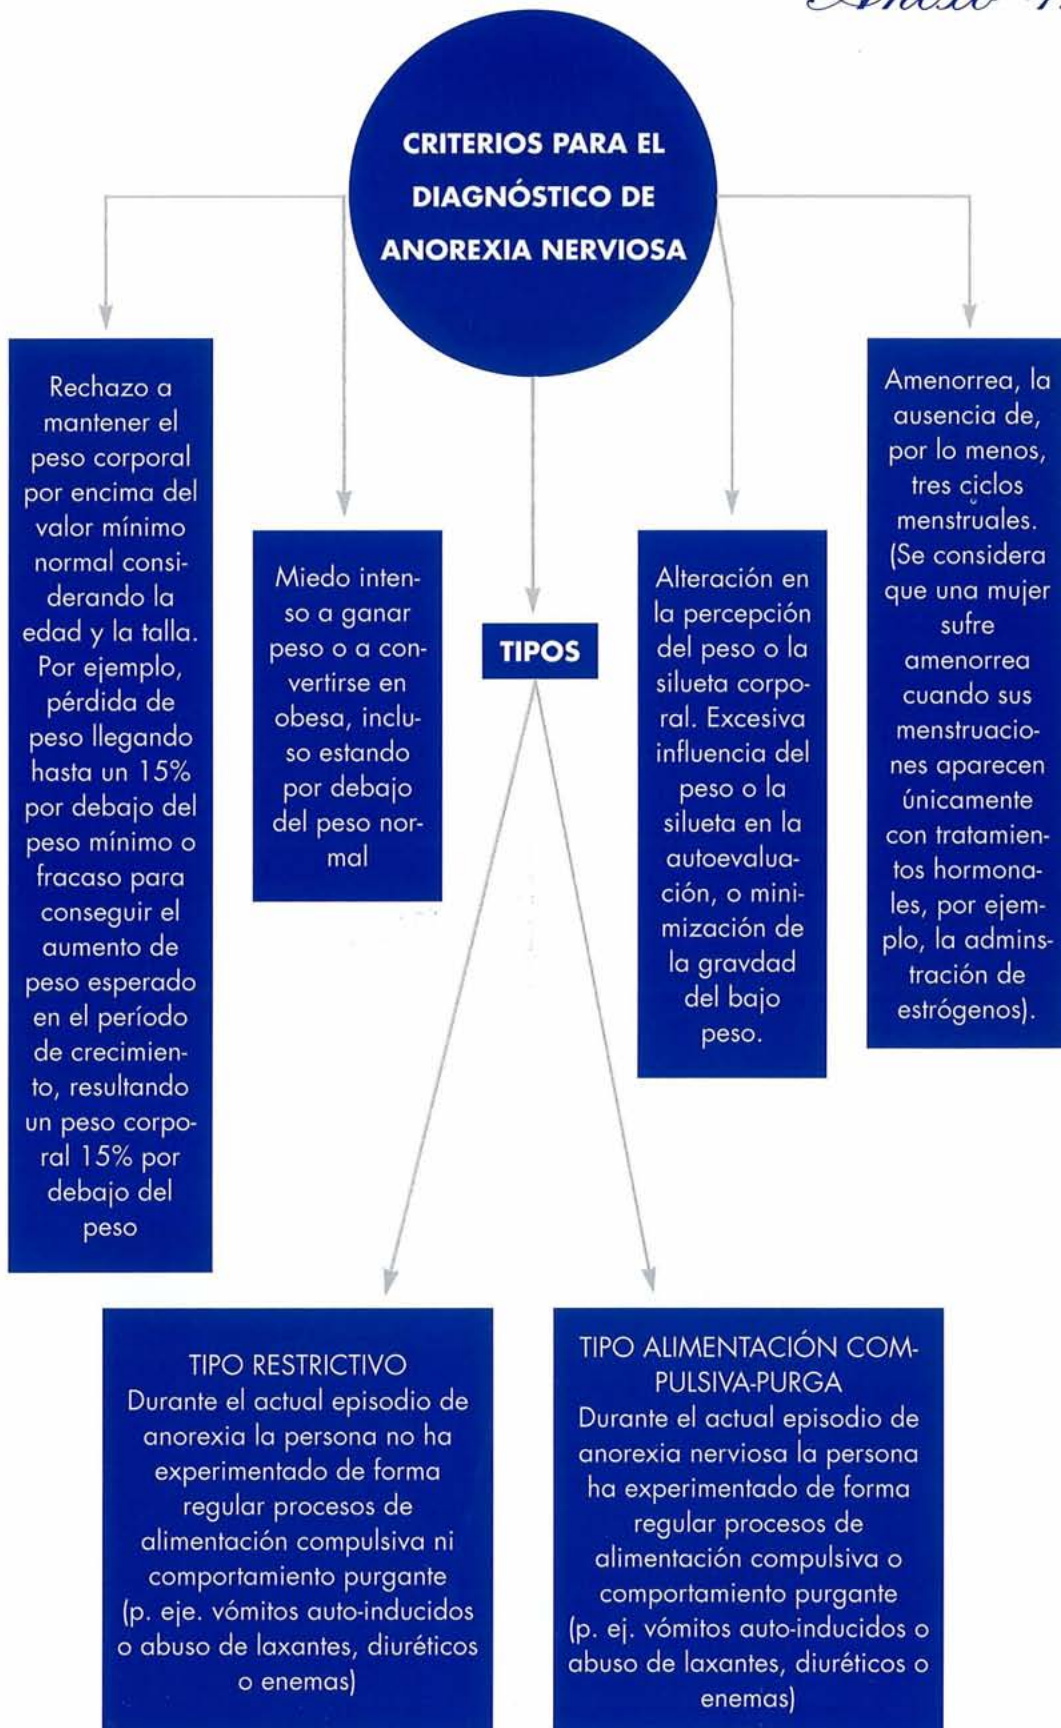 Anexo
CRITERIOS PARA EL
DIAGNÓSTICO DE
ANOREXIA NERVIOSA
Rechazo a
mantener el
peso corporal
por encima del
valor mínimo
normal consi-
derando la
edad y la talla.
Por ejemplo,
pérdida de
peso llegando
hasta un 15%
por debajo del
peso mínimo o
fracaso para
conseguir el
aumento de
peso esperado
en el período
de crecimien-
to, resultando
un peso corpo-
ral 15% por
debajo del
peso
Miedo inten-
so a ganar
peso o a con-
vertirse en
obesa, inclu-
so estando
por debajo
del peso nor-
mal
TIPOS
Alteración en
la percepción
del peso o la
silueta corpo-
ral. Excesiva
influencia del
peso o la
silueta en la
autoevalua-
ción, o mini-
mización de
la gravdad
del bajo
peso.
Amenorrea, la
ausencia de,
por lo menos,
tres ciclos
menstruales.
(Se considera
que una mujer
sufre
amenorrea
cuando sus
menstruacio-
nes aparecen
únicamente
con tratamien-
tos hormona-
les, por ejem-
plo, la admins-
tración de
estrógenos).
TIPO RESTRICTIVO
Durante el actual episodio de
anorexia la persona no ha
experimentado de forma
regular procesos de
alimentación compulsiva ni
comportamiento purgante
(p. eje. vómitos auto-inducidos
o abuso de laxantes, diuréticos
o enemas)
TIPO ALIMENTACIÓN COM-
PULSIVA-PURGA
Durante el actual episodio de
anorexia nerviosa la persona
ha experimentado de forma
regular procesos de
alimentación compulsiva o
comportamiento purgante
(p. ej. vómitos auto-inducidos o
abuso de laxantes, diuréticos o
enemas)